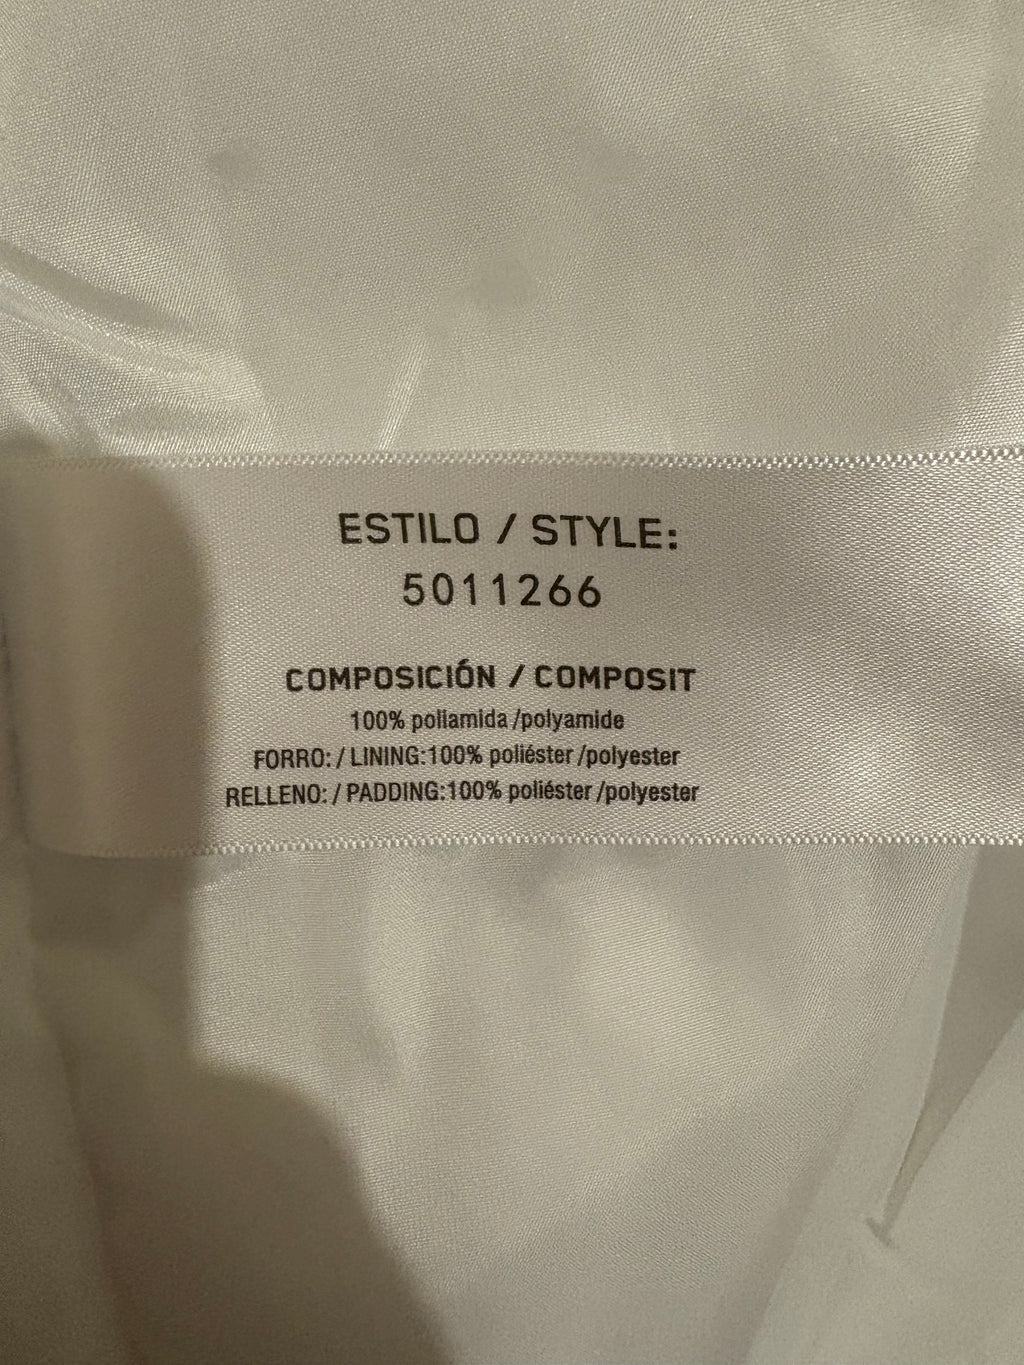 ESTILO / STYLE:
5011266
COMPOSICIÓN / COMPOSIT
100% poliamida /polyamide
FORRO: / LINING:100% poliéster /polyester
RELLENO: / PADDING:100% poliéster /polyester